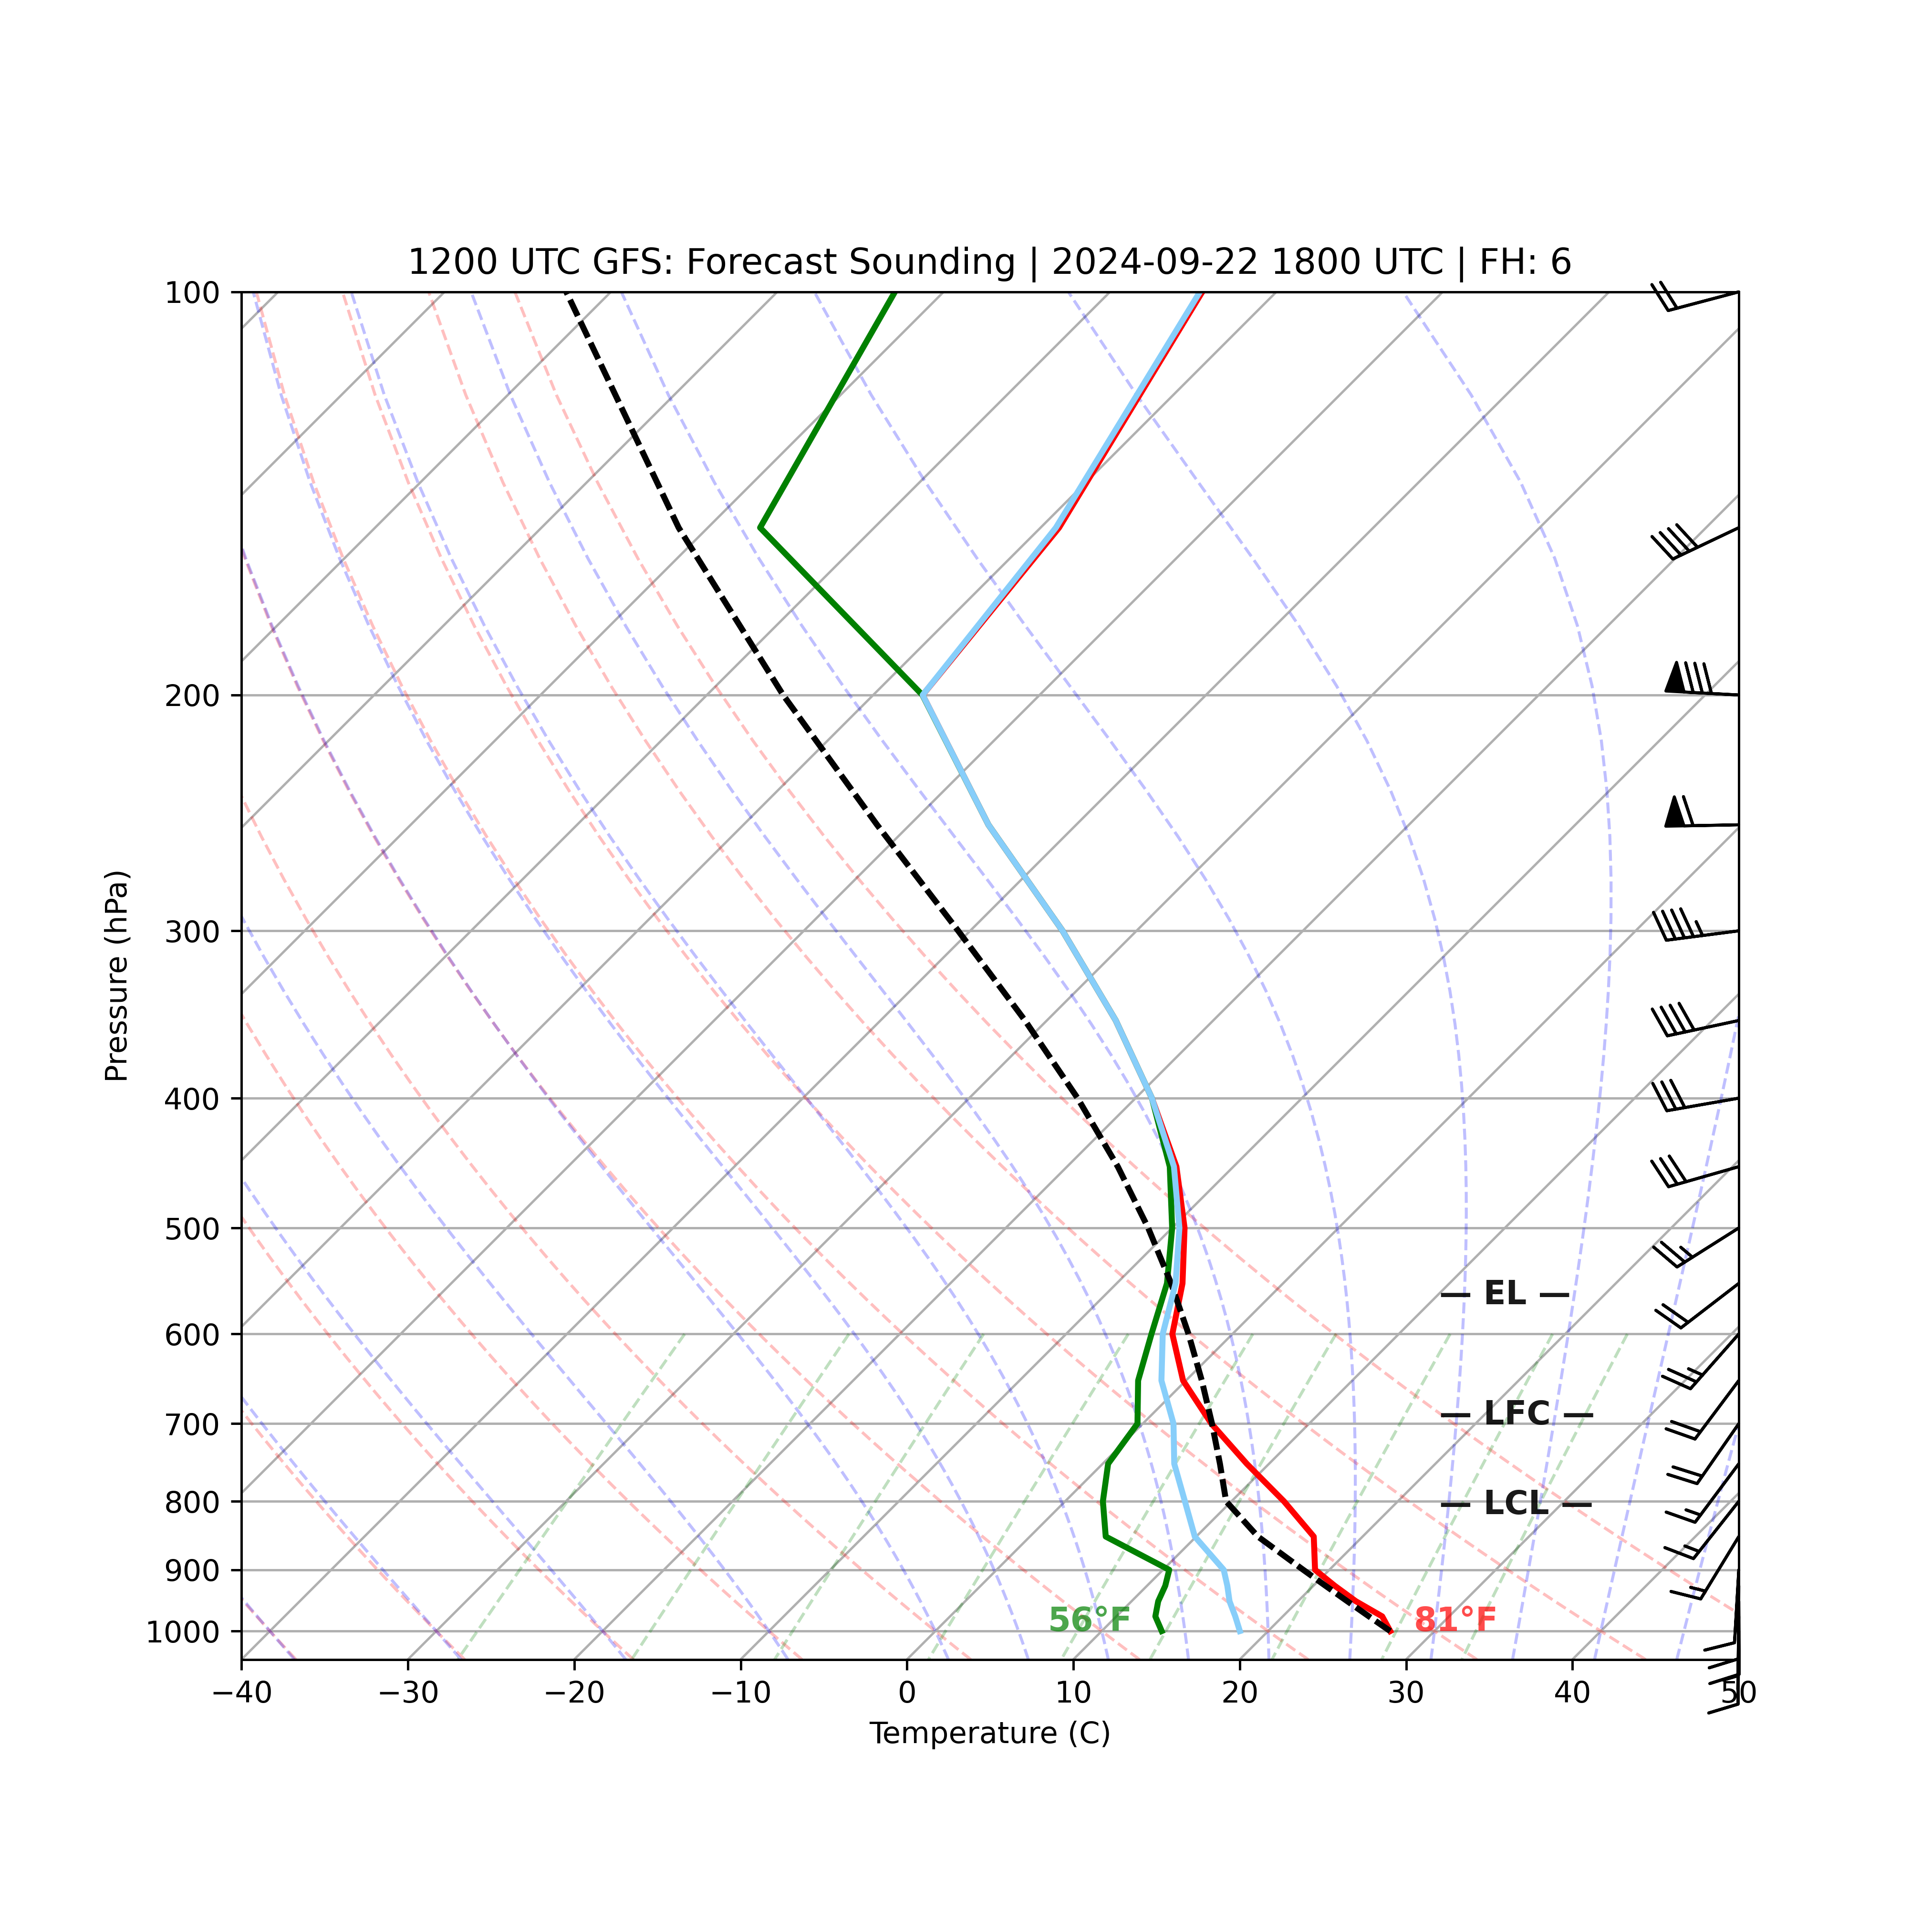 1200 UTC GFS: Forecast Sounding | 2024-09-22 1800 UTC | FH: 6
100
200
300
400
500
600
700
800
900
1000
Pressure (hPa)
— EL —
— LFC —
— LCL —
56°F
81°F
−40 −30 −20 −10 0 10 20 30 40 50
Temperature (C)